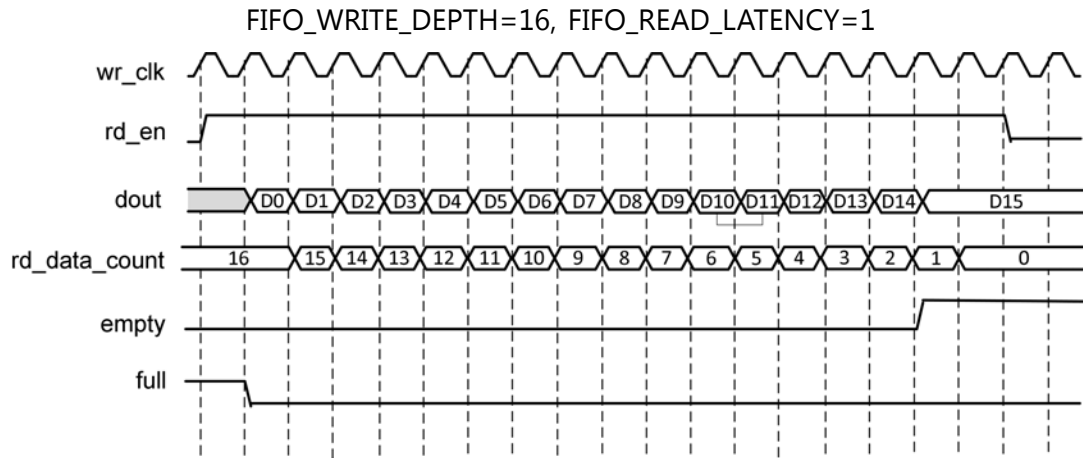 FIFO_WRITE_DEPTH=16, FIFO_READ_LATENCY=1
wr_clk
rd_en
dout D0 D1 D2 D3 D4 D5 D6 D7 D8 D9 D10 D11 D12 D13 D14 D15
rd_data_count 16 15 14 13 12 11 10 9 8 7 6 5 4 3 2 1 0
empty
full